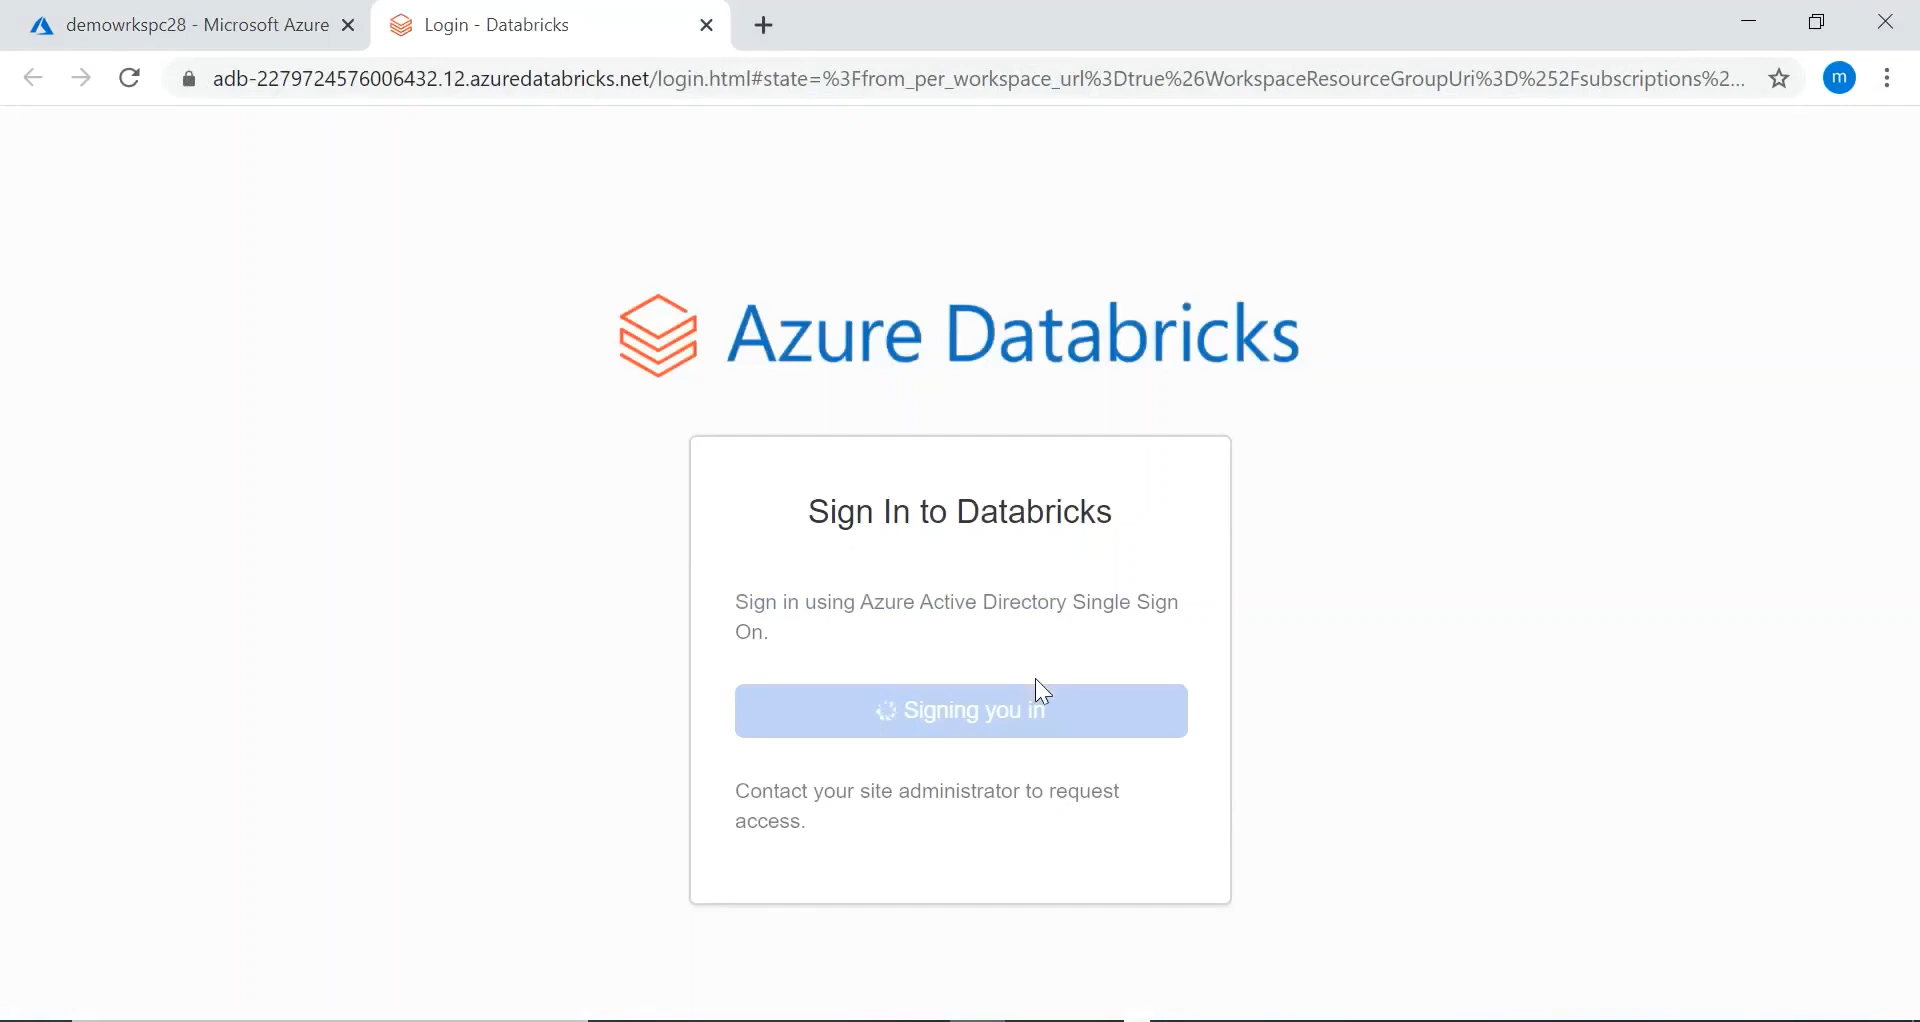 demowrkspc28 - Microsoft Azure
Login - Databricks
adb-2279724576006432.12.azuredatabricks.net/login.html#state=%3Ffrom_per_workspace_url%3Dtrue%26WorkspaceResourceGroupUri%3D%252Fsubscriptions%2...
m
Azure Databricks
Sign In to Databricks
Sign in using Azure Active Directory Single Sign
On.
Signing you in
Contact your site administrator to request
access.